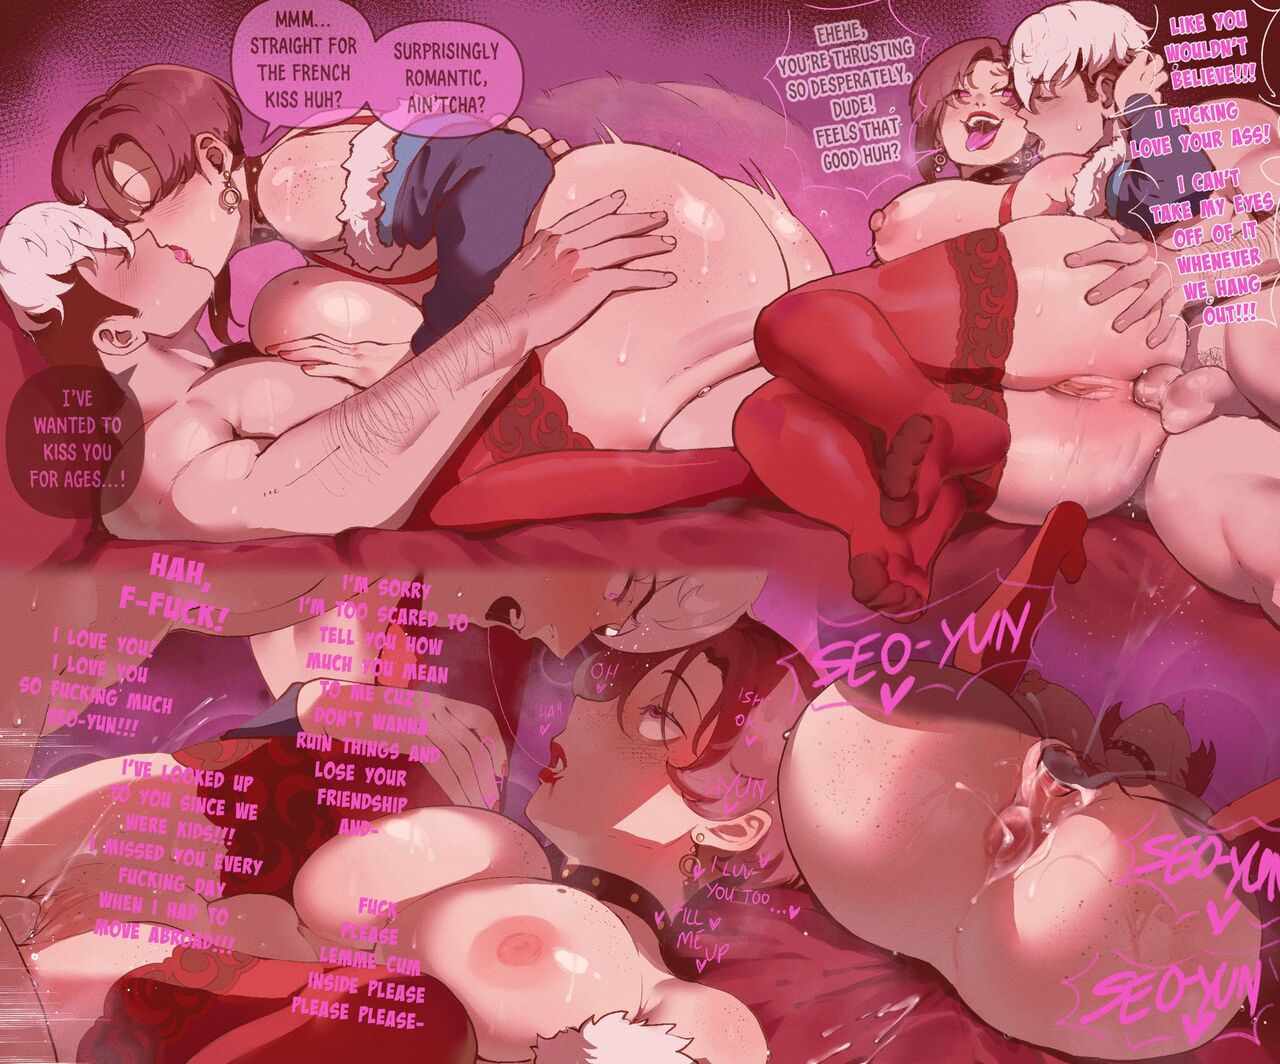 MMM...
STRAIGHT FOR
THE FRENCH
KISS HUH?
SURPRISINGLY
ROMANTIC,
AIN'TCHA?
I'VE
WANTED TO
KISS YOU
FOR AGES...!
EHEHE,
YOU'RE THRUSTING
SO DESPERATELY,
DUDE!
FEELS THAT
GOOD HUH?
LIKE YOU
WOULDN'T
BELIEVE!!!
I FUCKING
LOVE YOUR ASS!
I CAN'T
TAKE MY EYES
OFF OF IT
WHENEVER
WE HANG
OUT!!!
HAH,
F-FUCK!
I LOVE YOU!
I LOVE YOU
SO FUCKING MUCH
SEO-YUN!!!
I'VE LOOKED UP
TO YOU SINCE WE
WERE KIDS!!!
I MISSED YOU EVERY
FUCKING DAY
WHEN I HAD TO
MOVE ABROAD!!!
I'M SORRY
I'M TOO SCARED TO
TELL YOU HOW
MUCH YOU MEAN
TO ME CUZ I
DON'T WANNA
RUIN THINGS AND
LOSE YOUR
FRIENDSHIP
AND-
FUCK
PLEASE
LEMME CUM
INSIDE PLEASE
PLEASE PLEASE-
OH!
HAA
ISH
OK
HYUN
I LUV-
YOU TOO...
FILL
ME
UP
SEO-YUN
SEO-YUN
SEO-YUN